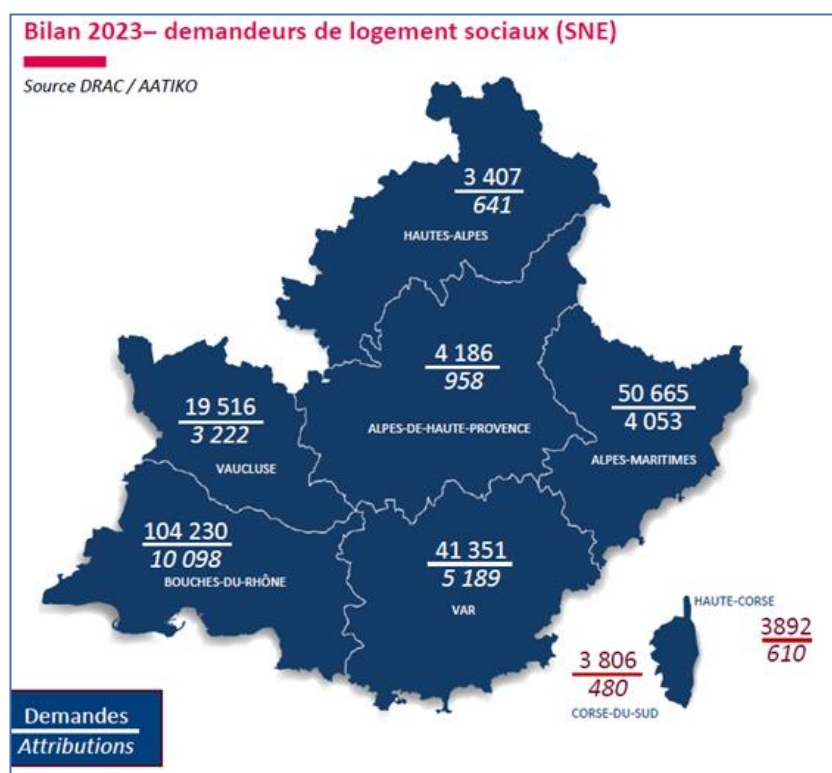 Bilan 2023– demandeurs de logement sociaux (SNE)
Source DRAC / AATIKO
3 407
641
HAUTES-ALPES
4 186
958
ALPES-DE-HAUTE-PROVENCE
50 665
4 053
ALPES-MARITIMES
19 516
3 222
VAUCLUSE
104 230
10 098
BOUCHES-DU-RHÔNE
41 351
5 189
VAR
HAUTE-CORSE
3892
610
3 806
480
CORSE-DU-SUD
Demandes
Attributions